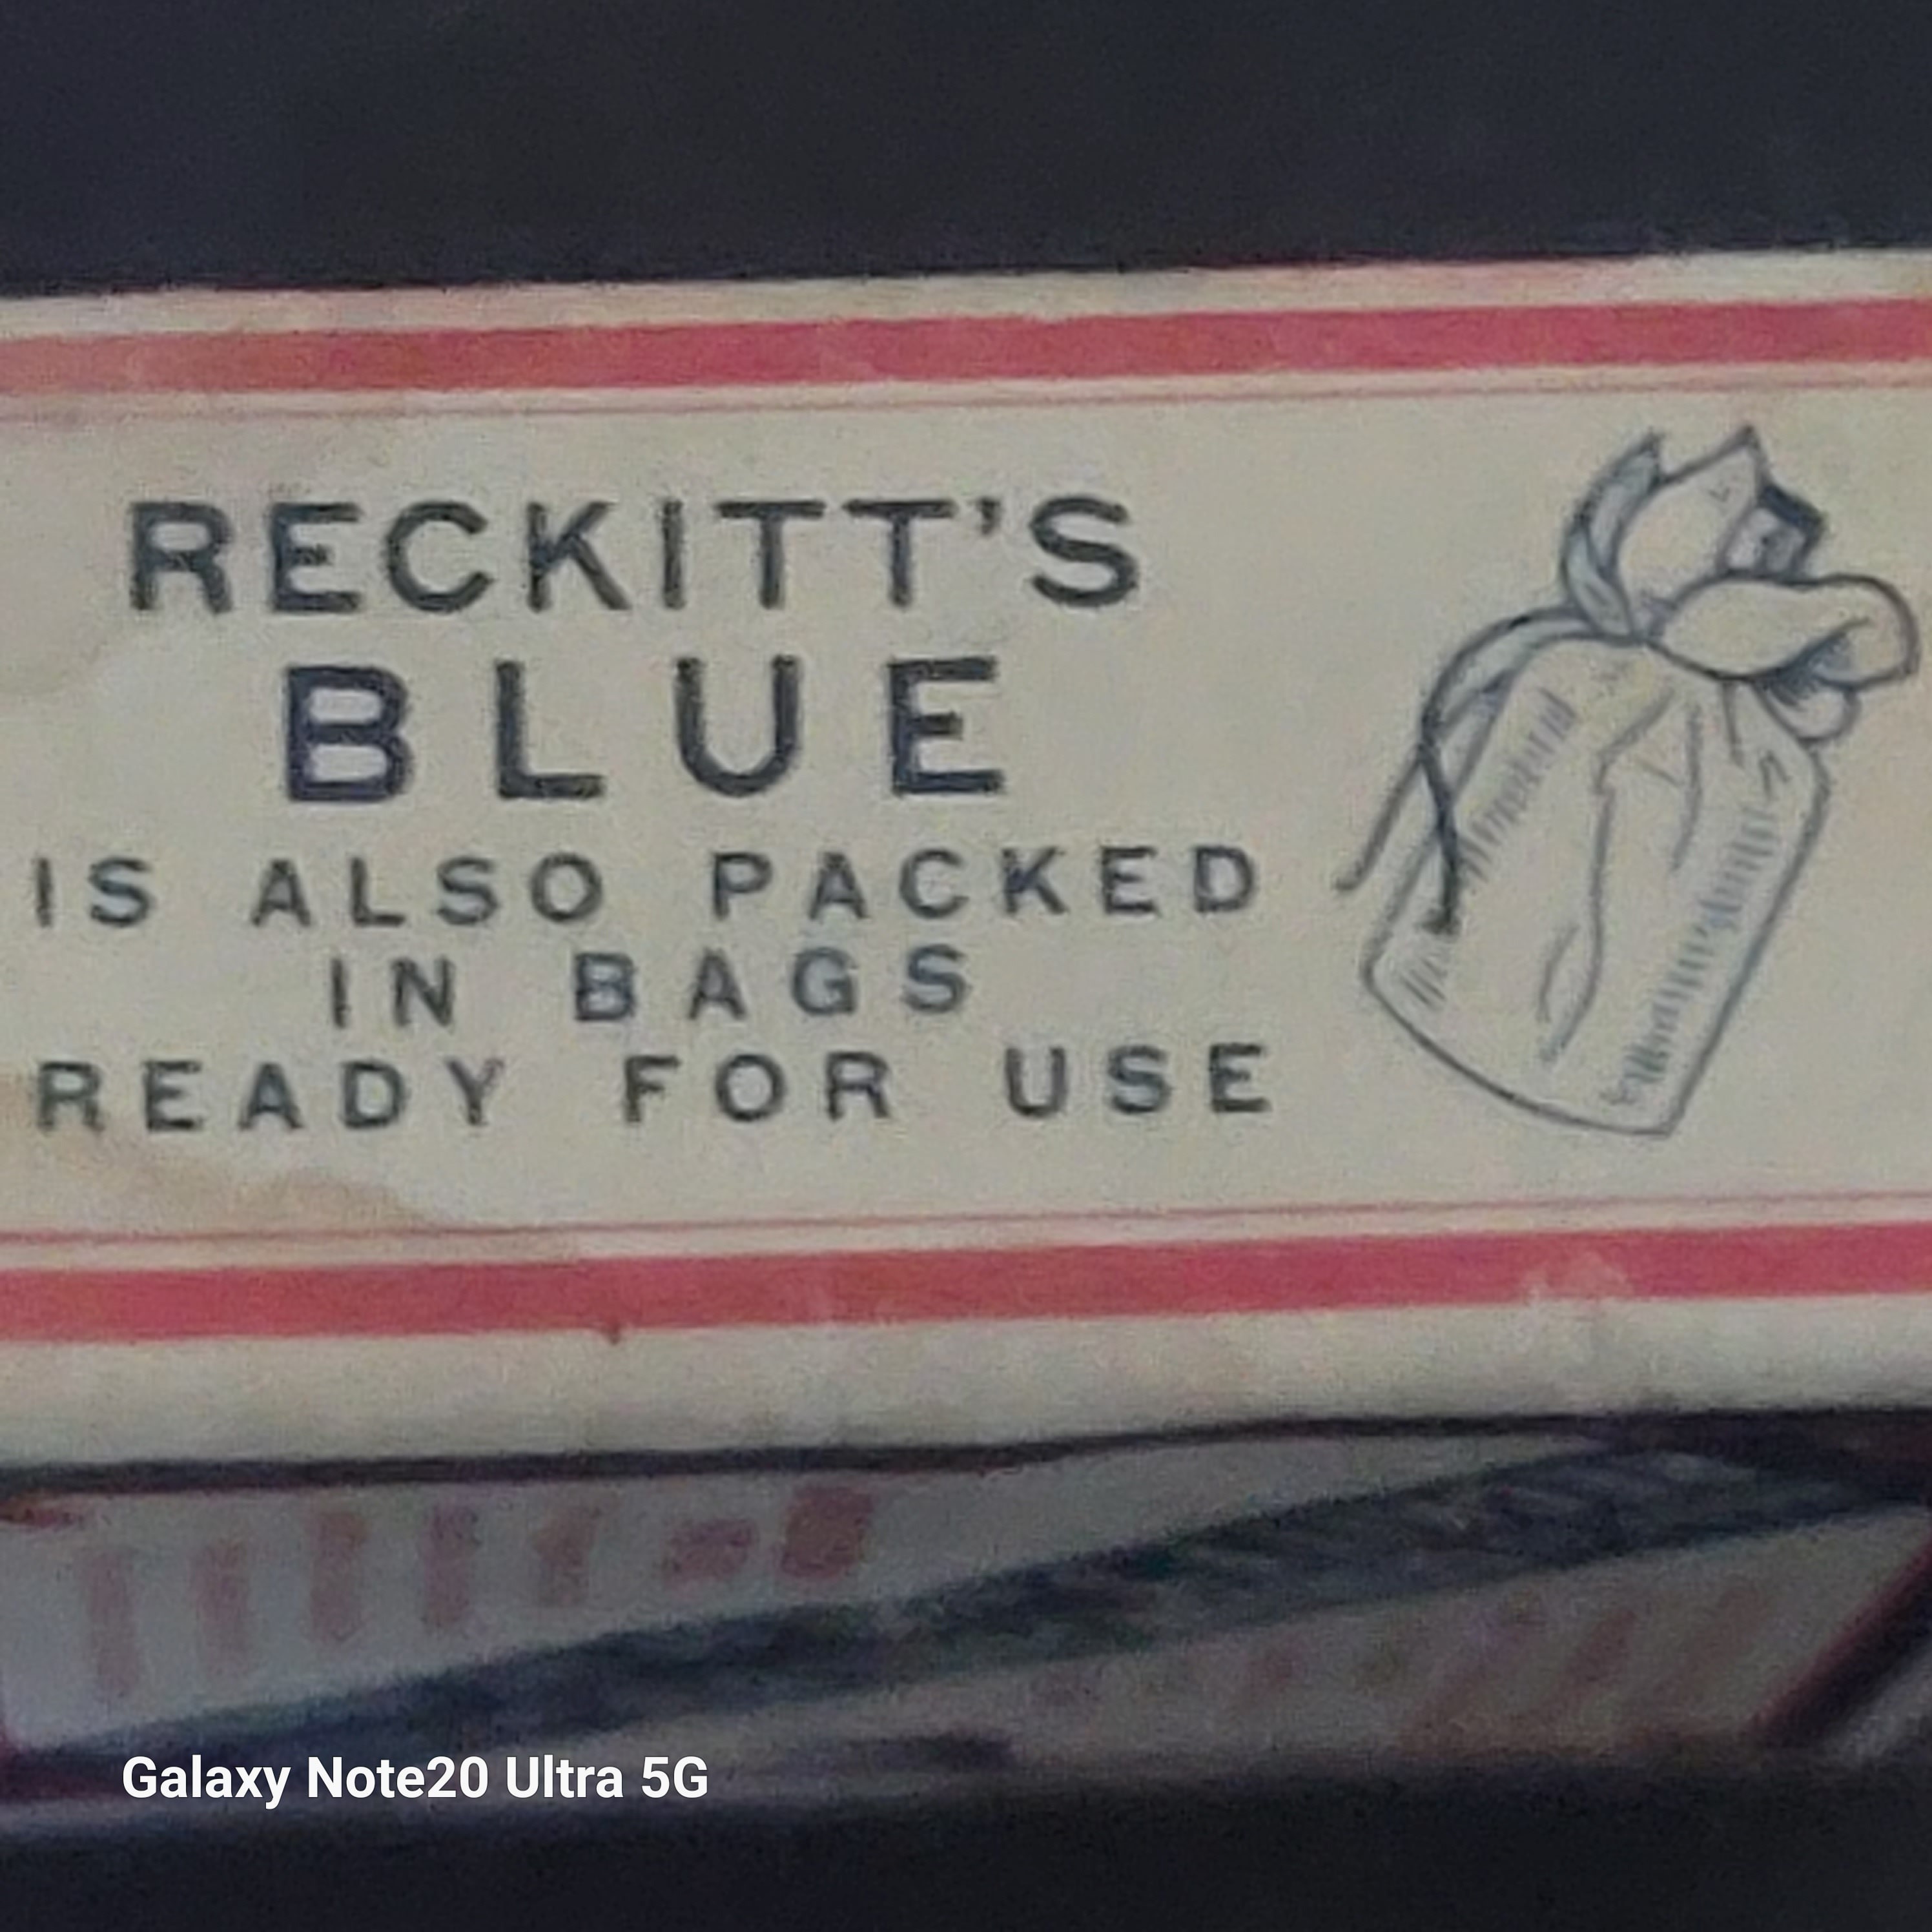 RECKITT'S
BLUE
IS ALSO PACKED
IN BAGS
READY FOR USE
Galaxy Note20 Ultra 5G